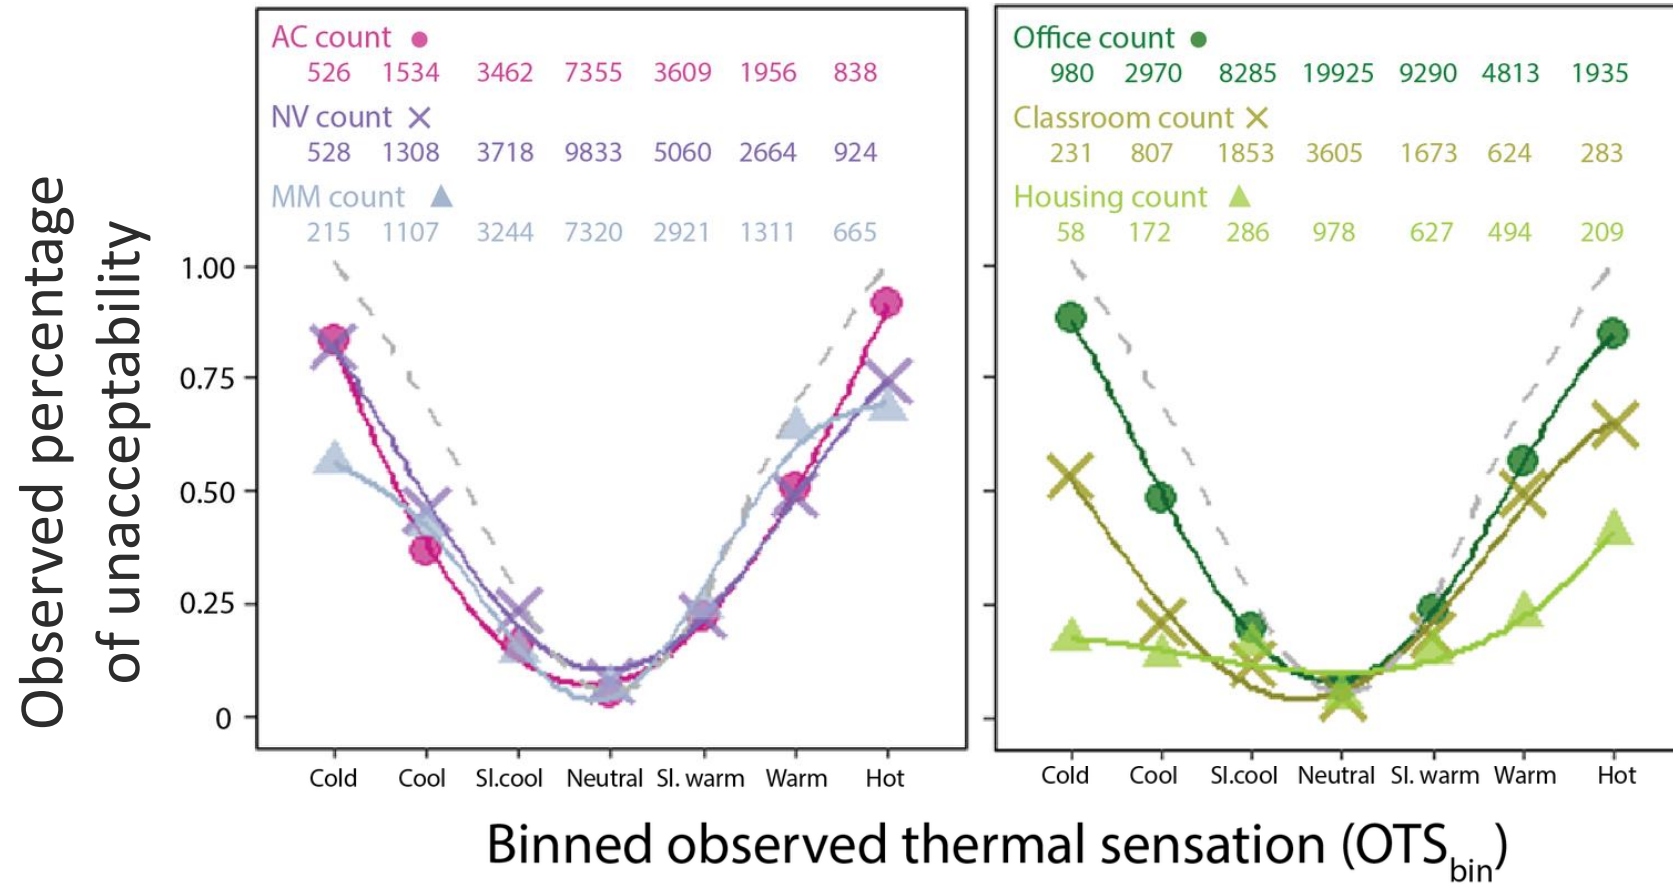 Observed percentage
of unacceptability
AC count
526 1534 3462 7355 3609 1956 838
NV count
528 1308 3718 9833 5060 2664 924
MM count
215 1107 3244 7320 2921 1311 665
1.00
0.75
0.50
0.25
0
Cold Cool Sl.cool Neutral Sl. warm Warm Hot
Office count
980 2970 8285 19925 9290 4813 1935
Classroom count
231 807 1853 3605 1673 624 283
Housing count
58 172 286 978 627 494 209
Cold Cool Sl.cool Neutral Sl. warm Warm Hot
Binned observed thermal sensation (OTSbin)